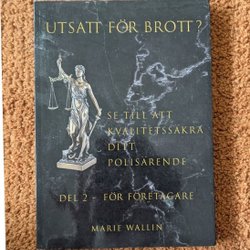 UTSATT FÖR BROTT?
SE TILL ATT
KVALITETSSÄKRA
DITT
POLISÄRENDE
DEL 2 - FÖR FÖRETAGARE
MARIE WALLIN